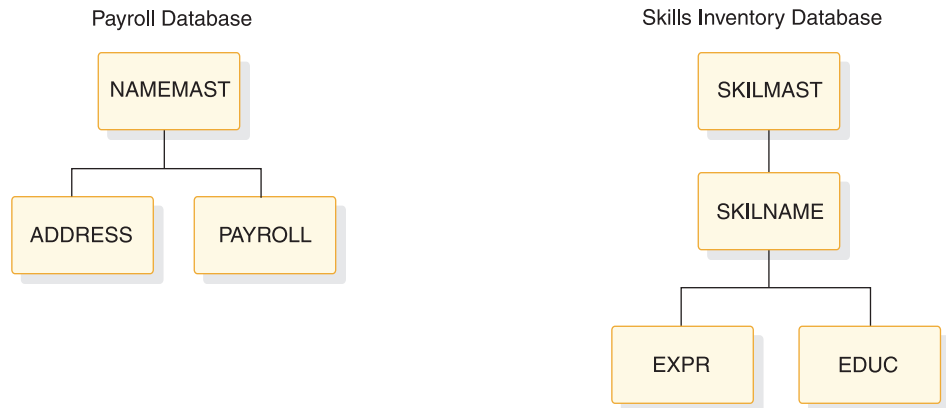 Payroll Database
NAMEMAST
ADDRESS
PAYROLL
Skills Inventory Database
SKILMAST
SKILNAME
EXPR
EDUC